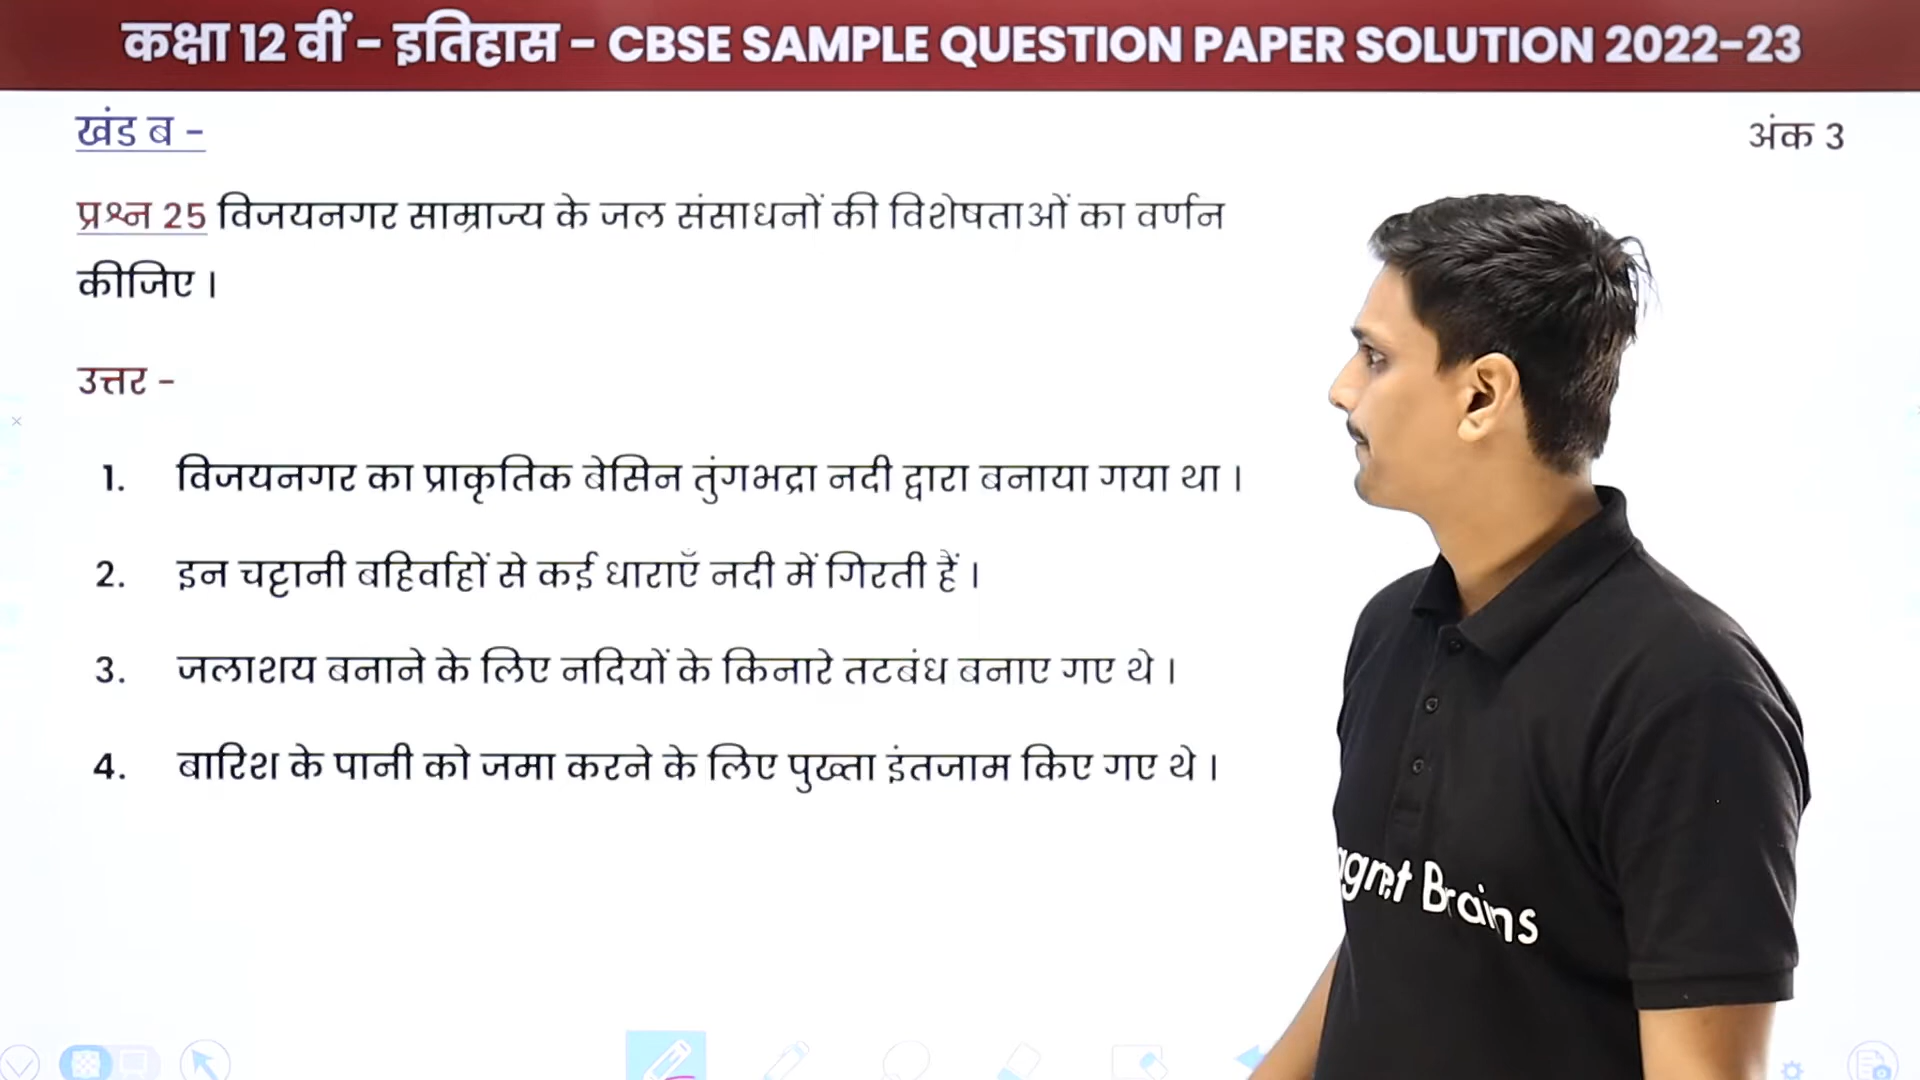 कक्षा 12 वीं – इतिहास – CBSE SAMPLE QUESTION PAPER SOLUTION 2022-23
खंड ब –
अंक 3
प्रश्न 25 विजयनगर साम्राज्य के जल संसाधनों की विशेषताओं का वर्णन
कीजिए ।
उत्तर –
1. विजयनगर का प्राकृतिक बेसिन तुंगभद्रा नदी द्वारा बनाया गया था ।
2. इन चट्टानी बहिर्वाहों से कई धाराएँ नदी में गिरती हैं ।
3. जलाशय बनाने के लिए नदियों के किनारे तटबंध बनाए गए थे ।
4. बारिश के पानी को जमा करने के लिए पुख्ता इंतजाम किए गए थे ।
Brains